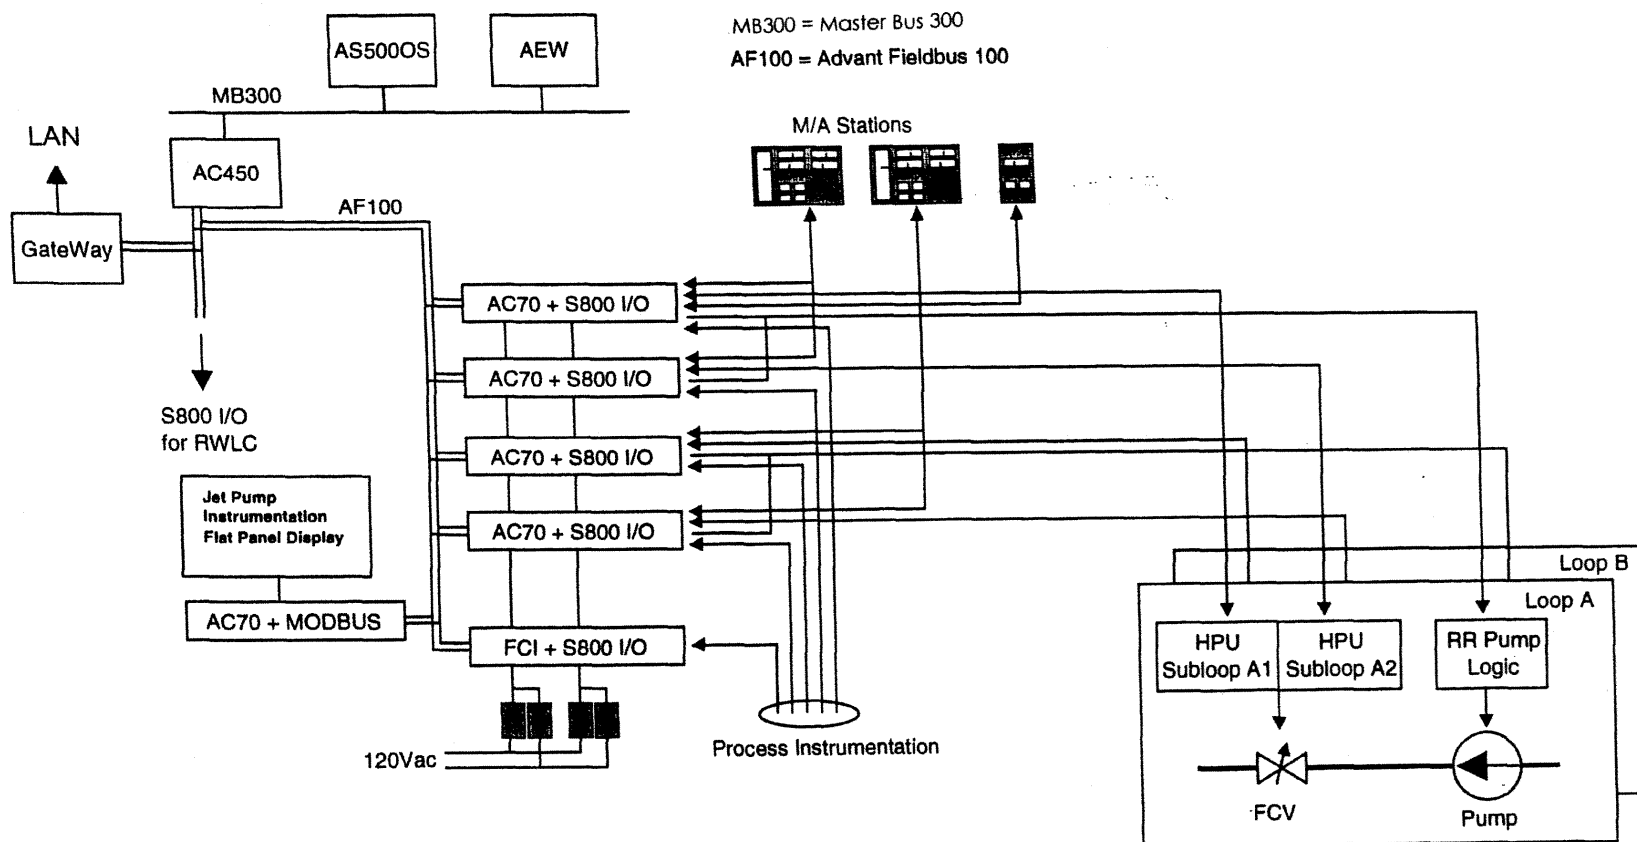 MB300 = Master Bus 300
AF100 = Advant Fieldbus 100
AS500OS
AEW
MB300
LAN
AC450
M/A Stations
AF100
GateWay
AC70 + S800 I/O
AC70 + S800 I/O
S800 I/O
for RWLC
AC70 + S800 I/O
Jet Pump
Instrumentation
Flat Panel Display
AC70 + S800 I/O
Loop B
Loop A
AC70 + MODBUS
FCI + S800 I/O
HPU
Subloop A1
HPU
Subloop A2
RR Pump
Logic
Process Instrumentation
120Vac
FCV
Pump